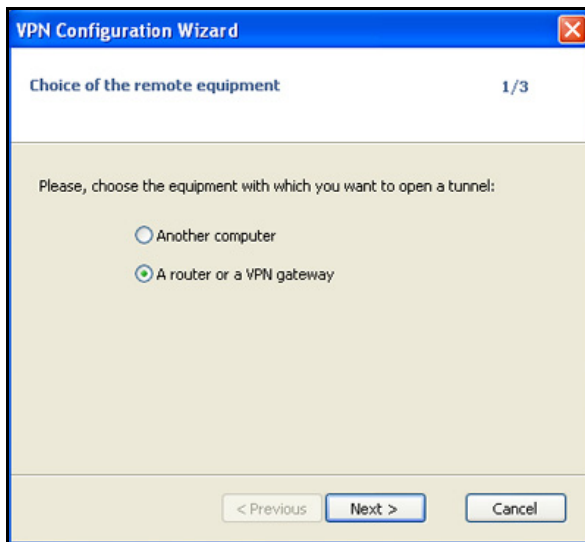 VPN Configuration Wizard
Choice of the remote equipment 1/3
Please, choose the equipment with which you want to open a tunnel:
Another computer
A router or a VPN gateway
< Previous Next > Cancel